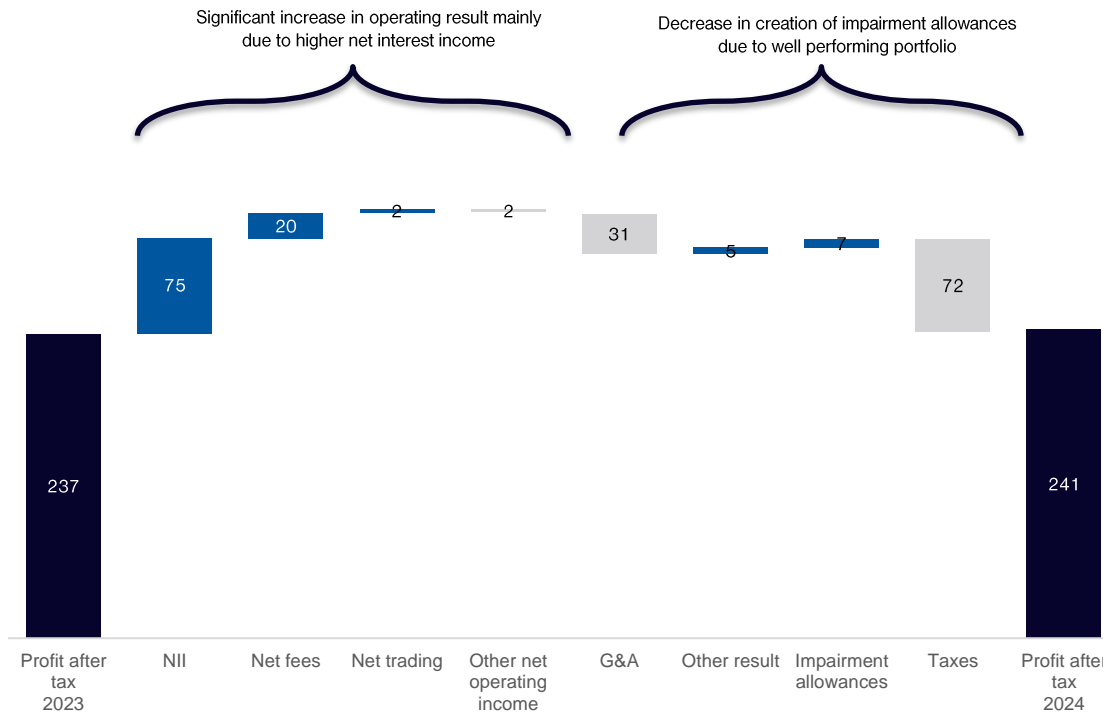 Significant increase in operating result mainly
due to higher net interest income
Decrease in creation of impairment allowances
due to well performing portfolio
2
2
20
31
5
7
75
72
237
241
Profit after
tax
2023
NII
Net fees
Net trading
Other net
operating
income
G&A
Other result
Impairment
allowances
Taxes
Profit after
tax
2024